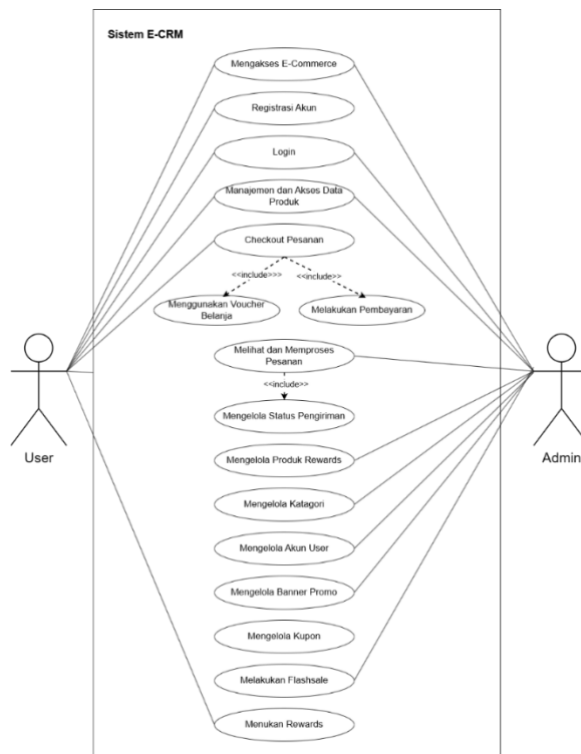 Sistem E-CRM
Mengakses E-Commerce
Registrasi Akun
Login
Manajemen dan Akses Data
Produk
Checkout Pesanan
<<include>>>
<<include>>
Menggunakan Voucher
Belanja
Melakukan Pembayaran
Melihat dan Memproses
Pesanan
<<include>>
Mengelola Status Pengiriman
User
Admin
Mengelola Produk Rewards
Mengelola Katagori
Mengelola Akun User
Mengelola Banner Promo
Mengelola Kupon
Melakukan Flashsale
Menukan Rewards